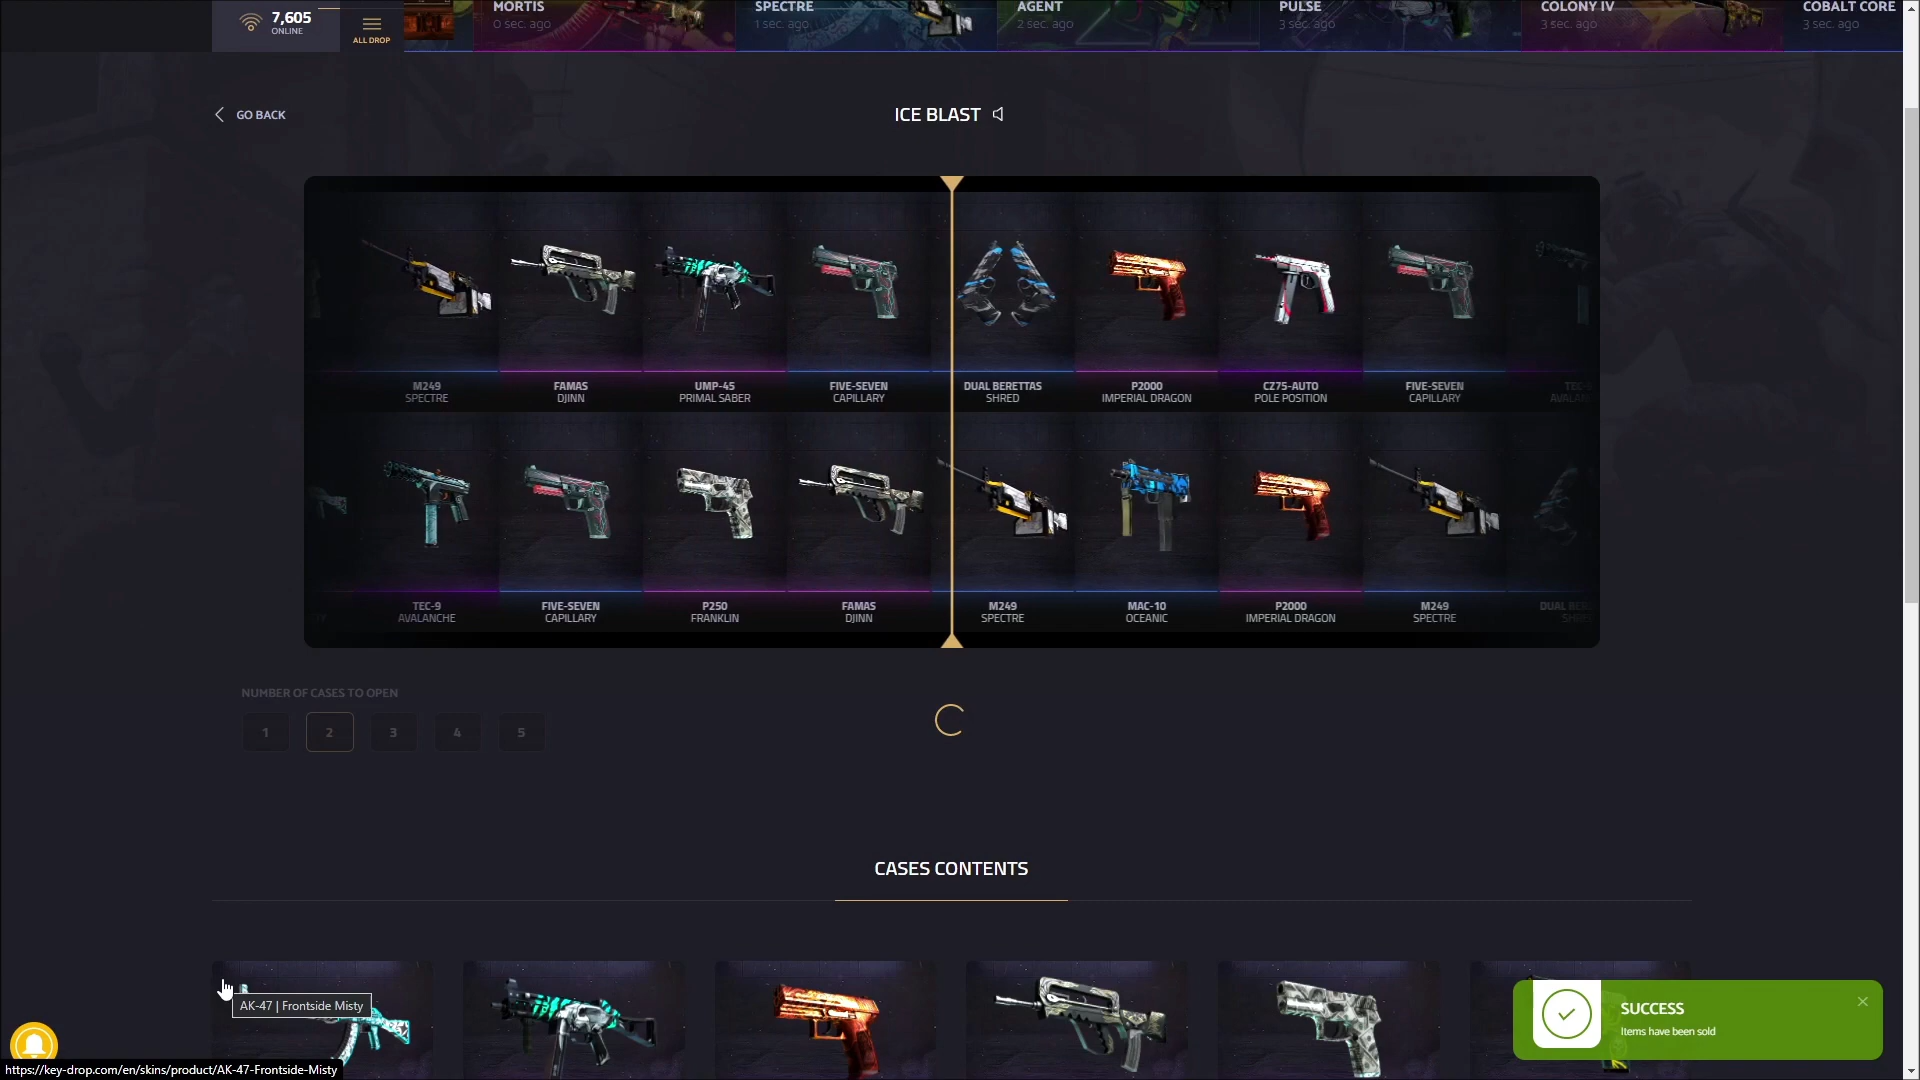 7,605
ONLINE
ALL DROP
MORTIS
0 sec. ago
SPECTRE
1 sec. ago
AGENT
2 sec. ago
PULSE
3 sec. ago
COLONY IV
3 sec. ago
COBALT CORE
3 sec. ago
GO BACK
ICE BLAST
M249
SPECTRE
FAMAS
DJINN
UMP-45
PRIMAL SABER
FIVE-SEVEN
CAPILLARY
DUAL BERETTAS
SHRED
P2000
IMPERIAL DRAGON
CZ75-AUTO
POLE POSITION
FIVE-SEVEN
CAPILLARY
TEC-9
AVALANCHE
FIVE-SEVEN
CAPILLARY
P250
FRANKLIN
FAMAS
DJINN
M249
SPECTRE
MAC-10
OCEANIC
P2000
IMPERIAL DRAGON
M249
SPECTRE
NUMBER OF CASES TO OPEN
1
2
3
4
5
CASES CONTENTS
AK-47 | Frontside Misty
SUCCESS
Items have been sold
https://key-drop.com/en/skins/product/AK-47-Frontside-Misty